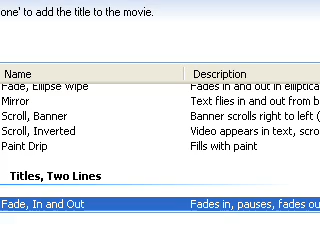 one' to add the title to the movie.
Name Description
Fade, Ellipse Wipe Fades in and out in elliptica
Mirror Text flies in and out from b
Scroll, Banner Banner scrolls right to left (
Scroll, Inverted Video appears in text, scro
Paint Drip Fills with paint
Titles, Two Lines
Fade, In and Out Fades in, pauses, fades ou